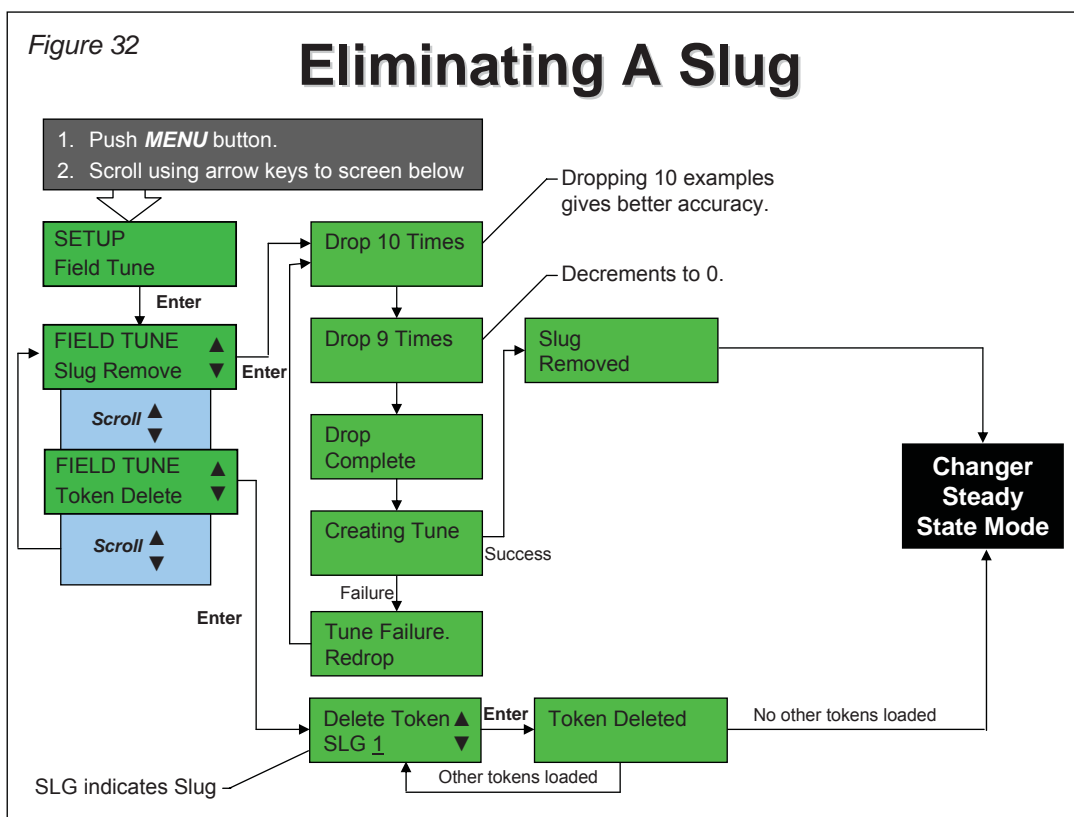 Figure 32
Eliminating A Slug
1. Push MENU button.
2. Scroll using arrow keys to screen below
SETUP
Field Tune
Enter
FIELD TUNE ▲
Slug Remove ▼
Enter
Scroll ▲
▼
FIELD TUNE ▲
Token Delete ▼
Scroll ▲
▼
Enter
Drop 10 Times
Dropping 10 examples
gives better accuracy.
Drop 9 Times
Decrements to 0.
Drop
Complete
Creating Tune
Success
Failure
Tune Failure.
Redrop
Slug
Removed
Changer
Steady
State Mode
Delete Token ▲
SLG 1 ▼
Enter
Token Deleted
No other tokens loaded
Other tokens loaded
SLG indicates Slug